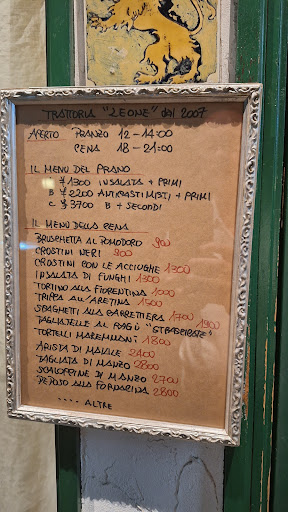 TRATTORIA "LEONE" dal 2007
APERTO PRANZO 12-14:00
CENA 18-21:00
IL MENU DEL PRANO
A ¥1300 INSALATA + PRIMI
B ¥2200 ANTIPASTI MISTI + PRIMI
C ¥3700 B + SECONDI
IL MENU DELLA CENA
BRUSCHETTA AL POMODORO 900
CROSTINI NERI 900
CROSTINI CON LE ACCIUGHE 1300
INSALATA DI FUNGHI 1300
TORTINO ALLA FIORENTINA 1000
TRIPPA ALL'ARETINA 1500
SPAGHETTI ALLA CARRETTIERA 1700
TAGLIATELLE AL RAGÙ "STRASCICATE" 1900
TORTELLI MAREMMANI 1800
ARISTA DI MAIALE 2400
TAGLIATA DI MANZO 2800
SCALOPPINE DI MANZO 2700
PEPOSO ALLA FORNACINA 2800
.... ALTRE